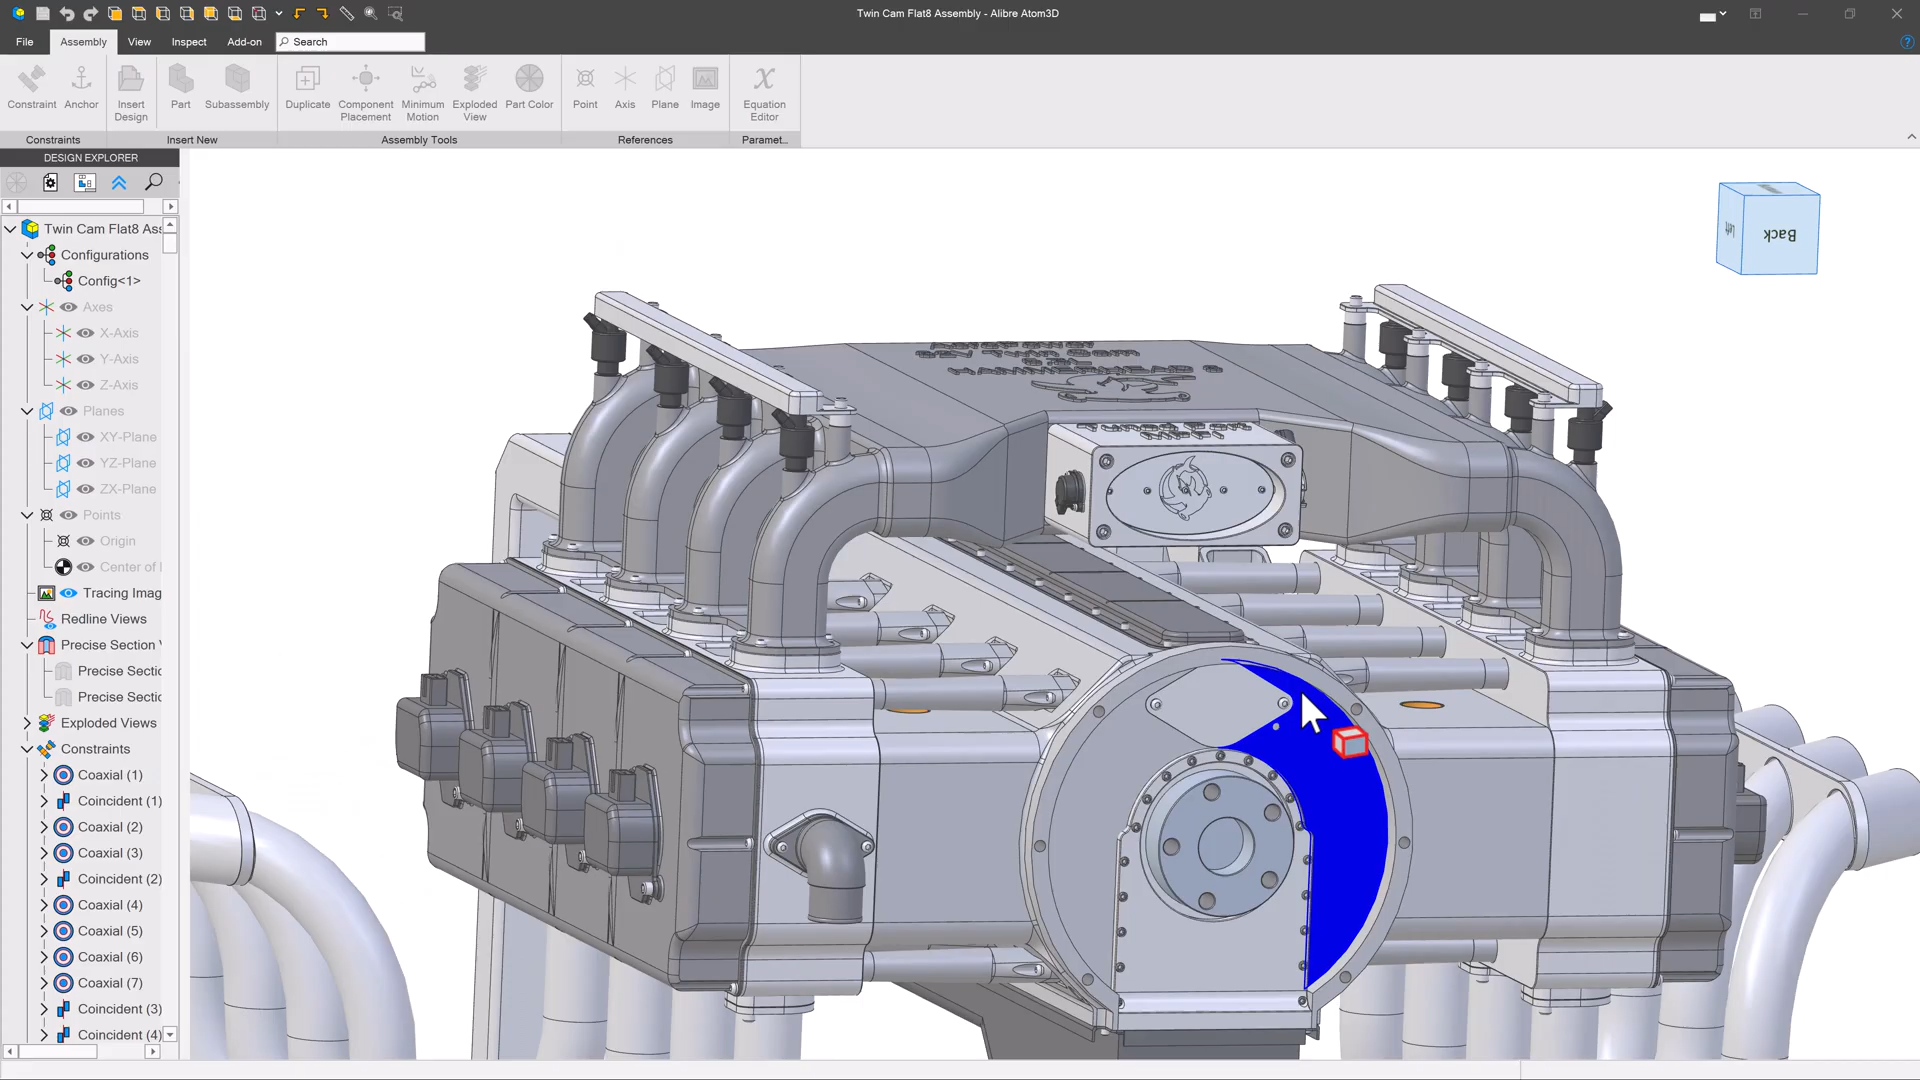 Twin Cam Flat8 Assembly - Alibre Atom3D
File
Assembly
View
Inspect
Add-on
Search
Constraint
Anchor
Insert
Design
Part
Subassembly
Duplicate
Component
Placement
Minimum
Motion
Exploded
View
Part Color
Point
Axis
Plane
Image
Equation
Editor
Constraints
Insert New
Assembly Tools
References
Paramet...
DESIGN EXPLORER
Twin Cam Flat8 Ass
Configurations
Config<1>
Axes
X-Axis
Y-Axis
Z-Axis
Planes
XY-Plane
YZ-Plane
ZX-Plane
Points
Origin
Center of
Tracing Imag
Redline Views
Precise Section V
Precise Sectio
Precise Sectio
Exploded Views
Constraints
Coaxial (1)
Coincident (1)
Coaxial (2)
Coaxial (3)
Coincident (2)
Coaxial (4)
Coaxial (5)
Coaxial (6)
Coaxial (7)
Coincident (3)
Coincident (4)
Left
Back